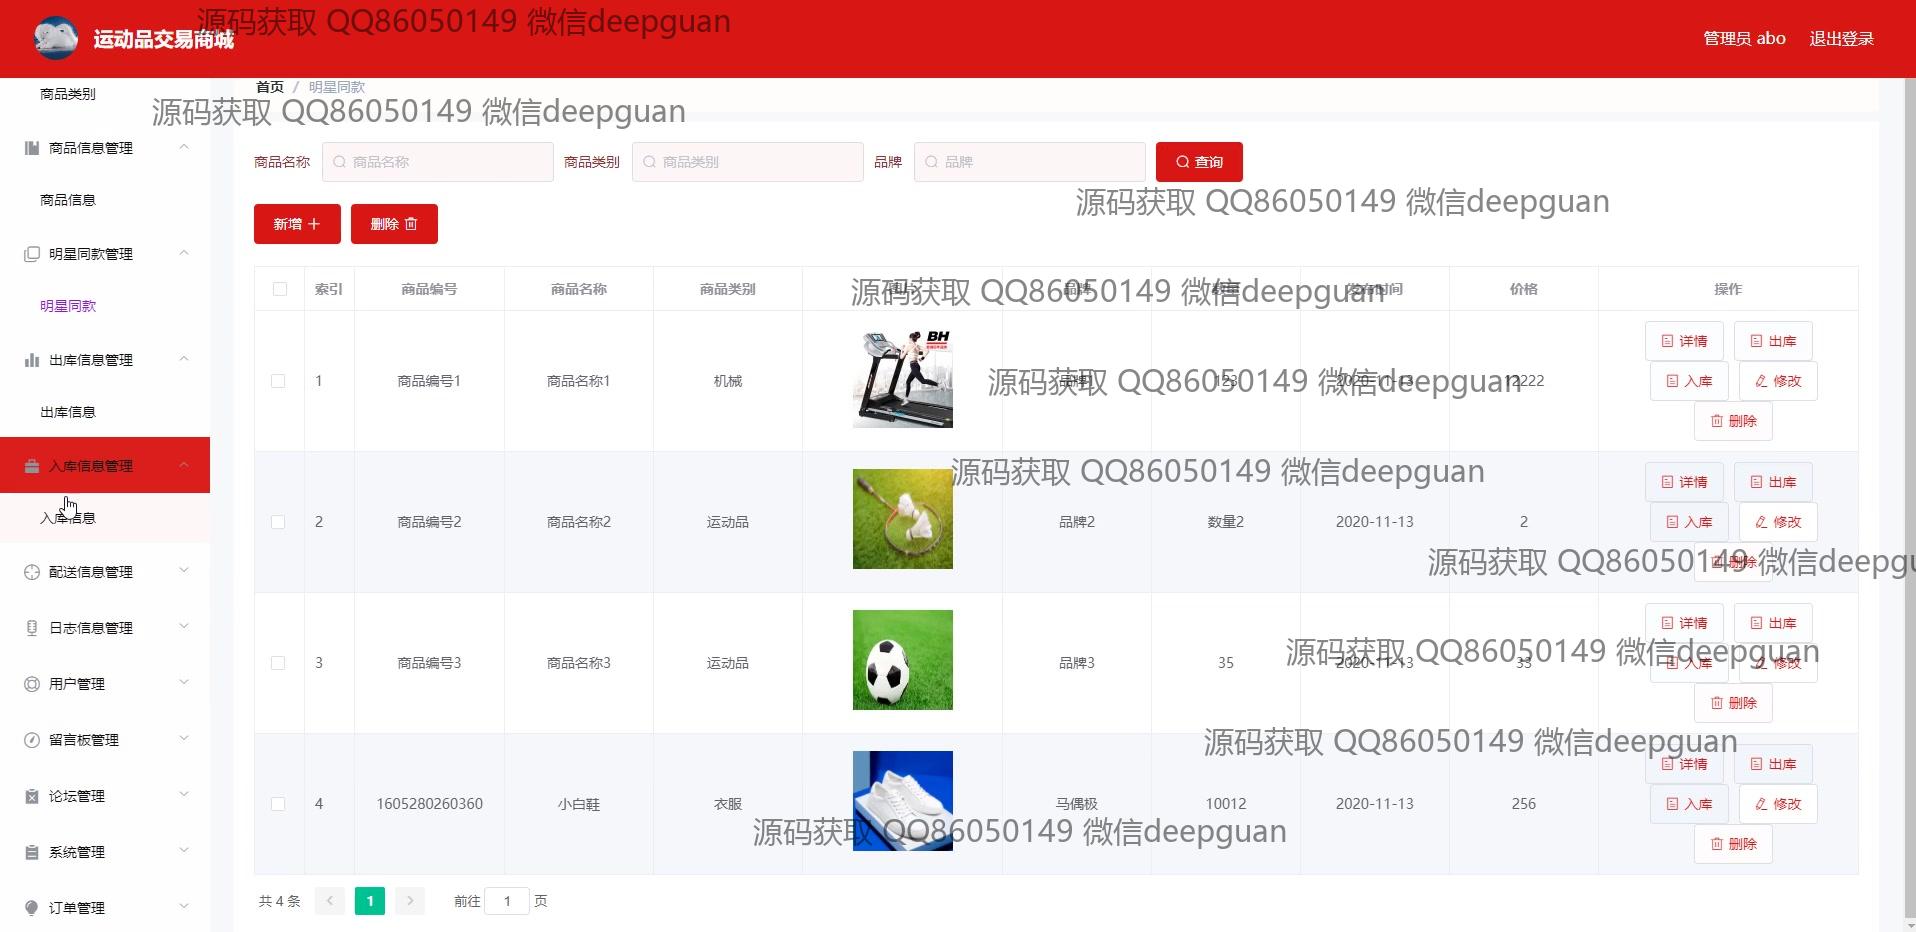 运动品交易商城
源码获取 QQ86050149 微信deepguan
管理员 abo
退出登录
商品类别
商品信息管理
商品信息
明星同款管理
明星同款
出库信息管理
出库信息
入库信息管理
入库信息
配送信息管理
日志信息管理
用户管理
留言板管理
论坛管理
系统管理
订单管理
首页 / 明星同款
源码获取 QQ86050149 微信deepguan
商品名称 商品名称 商品类别 商品类别 品牌 品牌 查询
源码获取 QQ86050149 微信deepguan
新增 删除
索引 商品编号 商品名称 商品类别 图片 品牌 数量 发布时间 价格 操作
源码获取 QQ86050149 微信deepguan
详情 出库
1 商品编号1 商品名称1 机械 BH 品牌1 123 2020-11-13 12222 入库 修改
源码获取 QQ86050149 微信deepguan
删除
源码获取 QQ86050149 微信deepguan
详情 出库
2 商品编号2 商品名称2 运动品 品牌2 数量2 2020-11-13 2 入库 修改
源码获取 QQ86050149 微信deepgu
删除
详情 出库
源码获取 QQ86050149 微信deepguan
3 商品编号3 商品名称3 运动品 品牌3 35 2020-11-13 33 入库 修改
删除
源码获取 QQ86050149 微信deepguan
详情 出库
4 1605280260360 小白鞋 衣服 马偶极 10012 2020-11-13 256 入库 修改
源码获取 QQ86050149 微信deepguan
删除
共 4 条 1 前往 1 页